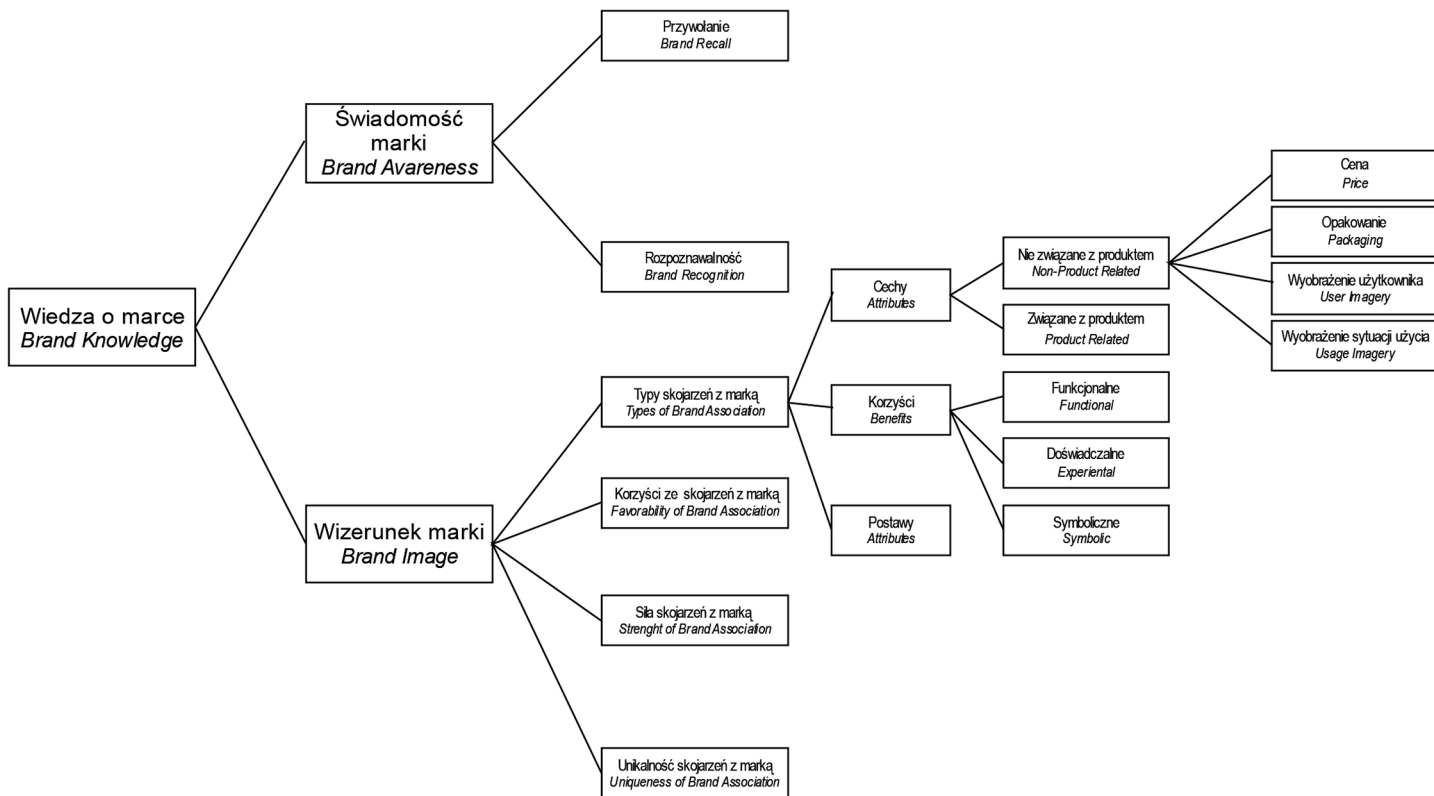 Przywołanie
Brand Recall
Świadomość
marki
Brand Avareness
Rozpoznawalność
Brand Recognition
Wiedza o marce
Brand Knowledge
Wizerunek marki
Brand Image
Typy skojarzeń z marką
Types of Brand Association
Korzyści ze skojarzeń z marką
Favorability of Brand Association
Siła skojarzeń z marką
Strenght of Brand Association
Unikalność skojarzeń z marką
Uniqueness of Brand Association
Cechy
Attributes
Korzyści
Benefits
Postawy
Attributes
Nie związane z produktem
Non-Product Related
Związane z produktem
Product Related
Funkcjonalne
Functional
Doświadczalne
Experiental
Symboliczne
Symbolic
Cena
Price
Opakowanie
Packaging
Wyobrażenie użytkownika
User Imagery
Wyobrażenie sytuacji użycia
Usage Imagery